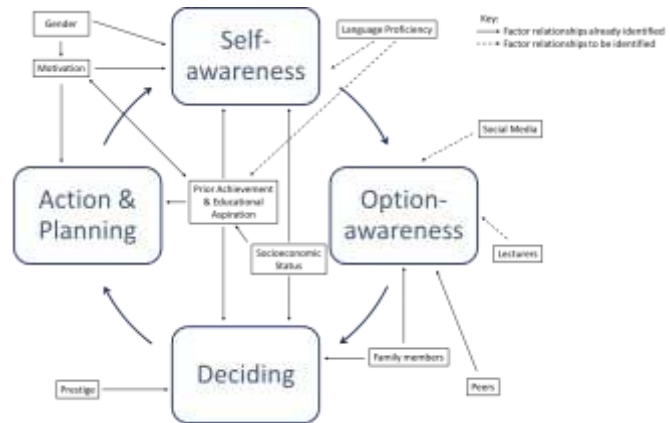 Gender
Motivation
Self-
awareness
Language Proficiency
Key:
Factor relationships already identified
Factor relationships to be identified
Social Media
Action &
Planning
Prior Achievement
& Educational
Aspiration
Option-
awareness
Socioeconomic
Status
Lecturers
Deciding
Family members
Prestige
Peers